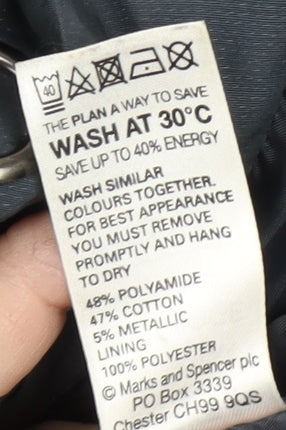 40
THE PLAN A WAY TO SAVE
WASH AT 30°C
SAVE UP TO 40% ENERGY
WASH SIMILAR
COLOURS TOGETHER.
FOR BEST APPEARANCE
YOU MUST REMOVE
PROMPTLY AND HANG
TO DRY
48% POLYAMIDE
47% COTTON
5% METALLIC
LINING
100% POLYESTER
© Marks and Spencer plc
PO Box 3339
Chester CH99 9QS